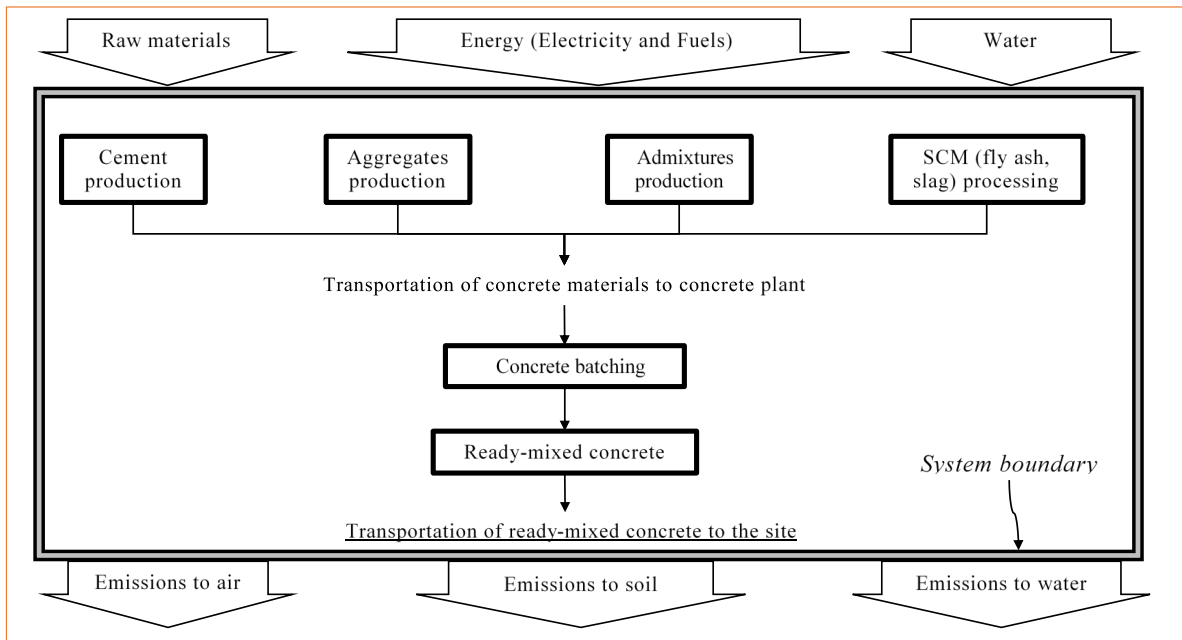 Raw materials
Energy (Electricity and Fuels)
Water
Cement
production
Aggregates
production
Admixtures
production
SCM (fly ash,
slag) processing
Transportation of concrete materials to concrete plant
Concrete batching
Ready-mixed concrete
System boundary
Transportation of ready-mixed concrete to the site
Emissions to air
Emissions to soil
Emissions to water